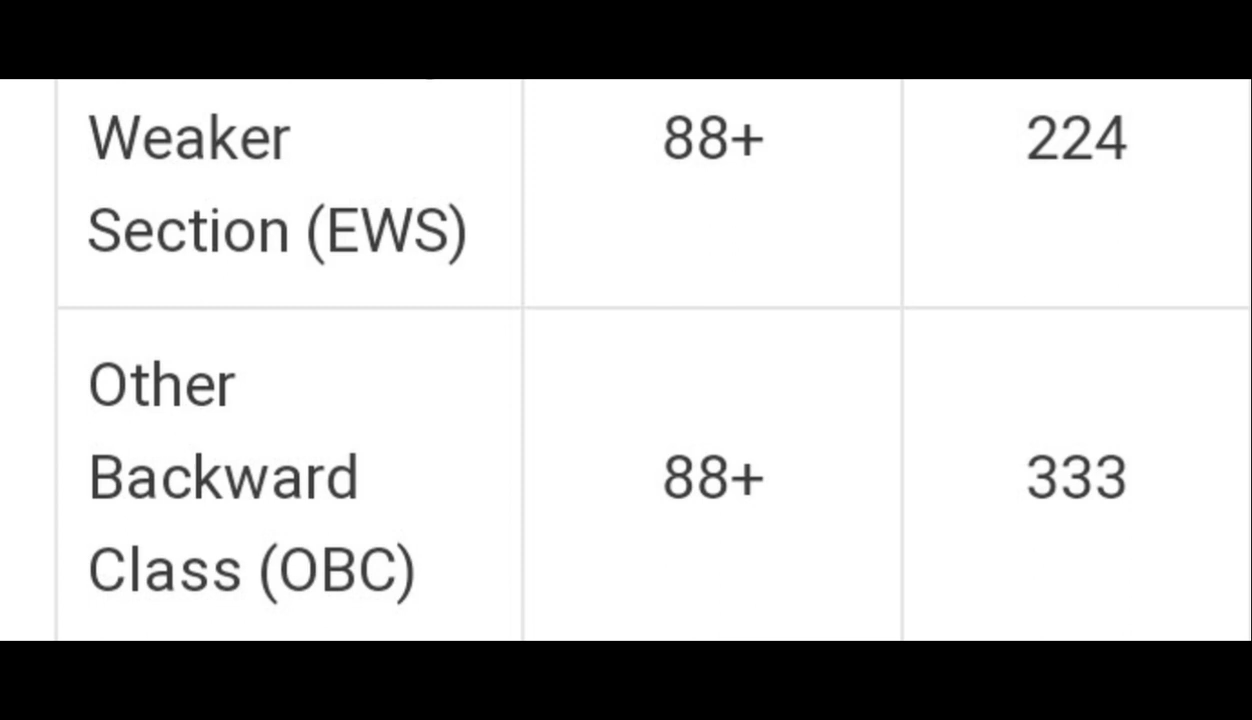 Weaker
Section (EWS)
88+
224
Other
Backward
Class (OBC)
88+
333